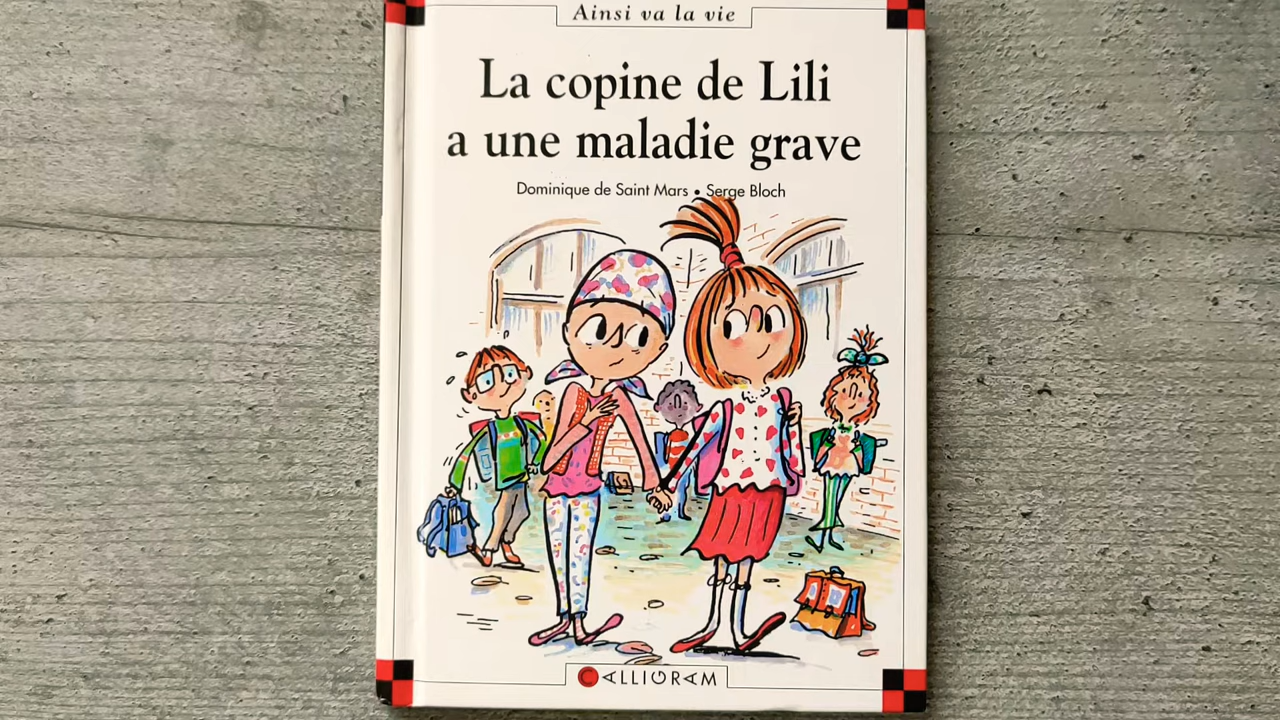 Ainsi va la vie
La copine de Lili
a une maladie grave
Dominique de Saint Mars • Serge Bloch
CALLIGRAM